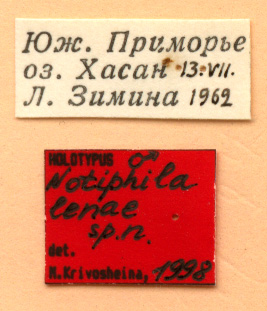 Юж. Приморье
оз. Хасан 13.VII.
Л. Зимина 1962
HOLOTYPUS ♂
Notiphila
lenae
sp.n.
det.
N.Krivosheina, 1998